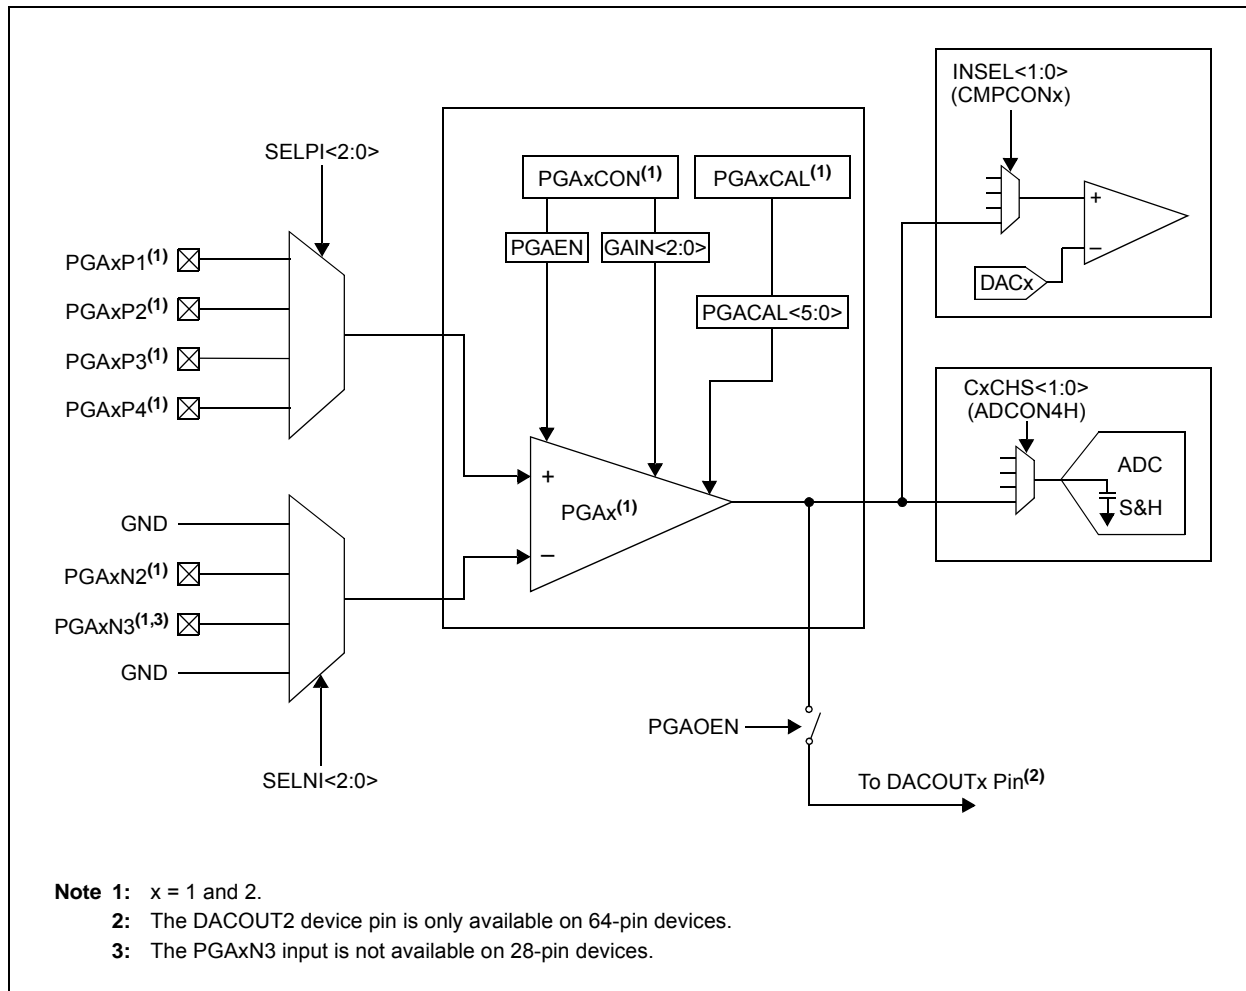 INSEL<1:0>
(CMPCONx)
SELPI<2:0>
PGAxCON(1)
PGAxCAL(1)
PGAEN
GAIN<2:0>
PGACAL<5:0>
PGAxP1(1)
PGAxP2(1)
PGAxP3(1)
PGAxP4(1)
+
–
DACx
CxCHS<1:0>
(ADCON4H)
ADC
S&H
+
PGAx(1)
–
GND
PGAxN2(1)
PGAxN3(1,3)
GND
SELNI<2:0>
PGAOEN
To DACOUTx Pin(2)
Note 1: x = 1 and 2.
2: The DACOUT2 device pin is only available on 64-pin devices.
3: The PGAxN3 input is not available on 28-pin devices.